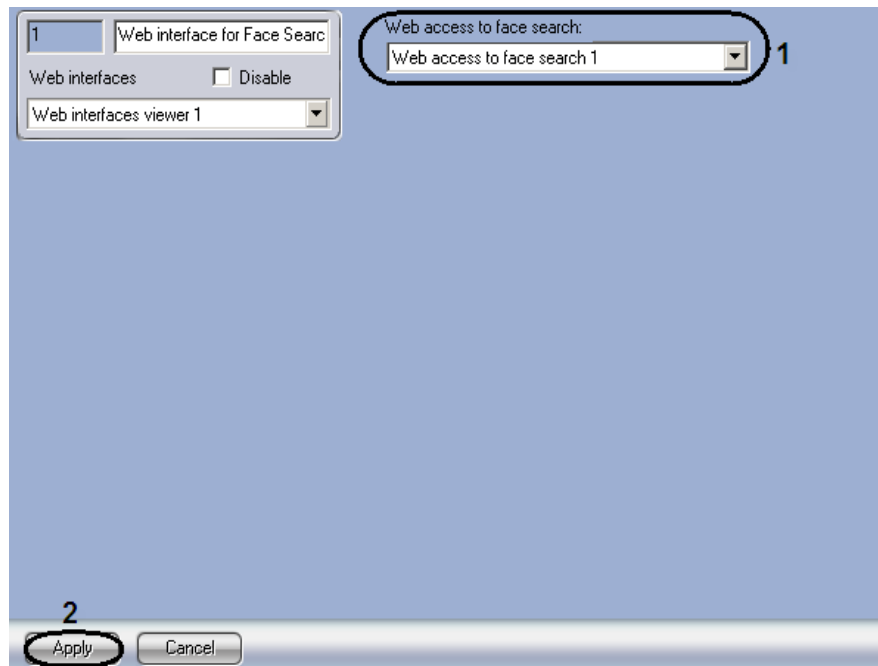 1 Web interface for Face Searc
Web interfaces Disable
Web interfaces viewer 1
Web access to face search:
Web access to face search 1
1
2
Apply Cancel